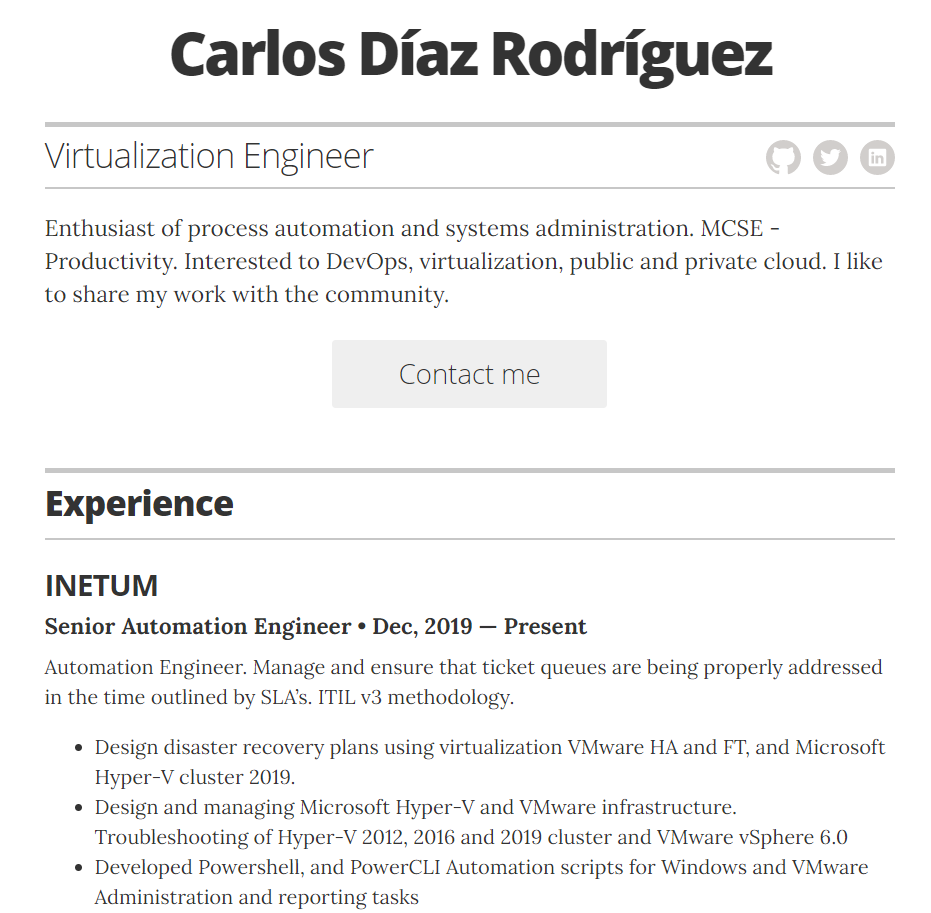 Carlos Díaz Rodríguez
Virtualization Engineer
Enthusiast of process automation and systems administration. MCSE -
Productivity. Interested to DevOps, virtualization, public and private cloud. I like
to share my work with the community.
Contact me
Experience
INETUM
Senior Automation Engineer • Dec, 2019 — Present
Automation Engineer. Manage and ensure that ticket queues are being properly addressed
in the time outlined by SLA’s. ITIL v3 methodology.
• Design disaster recovery plans using virtualization VMware HA and FT, and Microsoft
Hyper-V cluster 2019.
• Design and managing Microsoft Hyper-V and VMware infrastructure.
Troubleshooting of Hyper-V 2012, 2016 and 2019 cluster and VMware vSphere 6.0
• Developed Powershell, and PowerCLI Automation scripts for Windows and VMware
Administration and reporting tasks